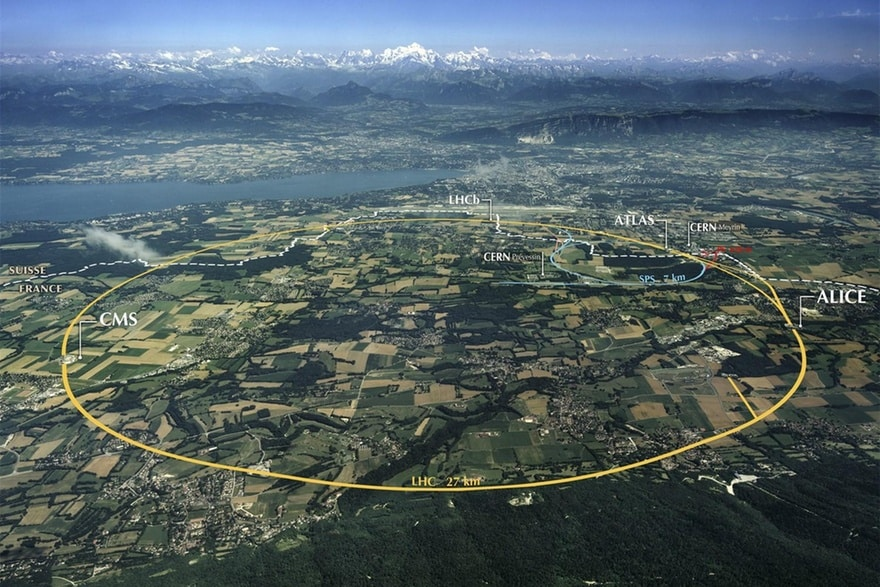 LHCb
ATLAS
CERN Meyrin
CERN Prévessin
SUISSE
FRANCE
SPS 7 km
ALICE
CMS
LHC 27 km